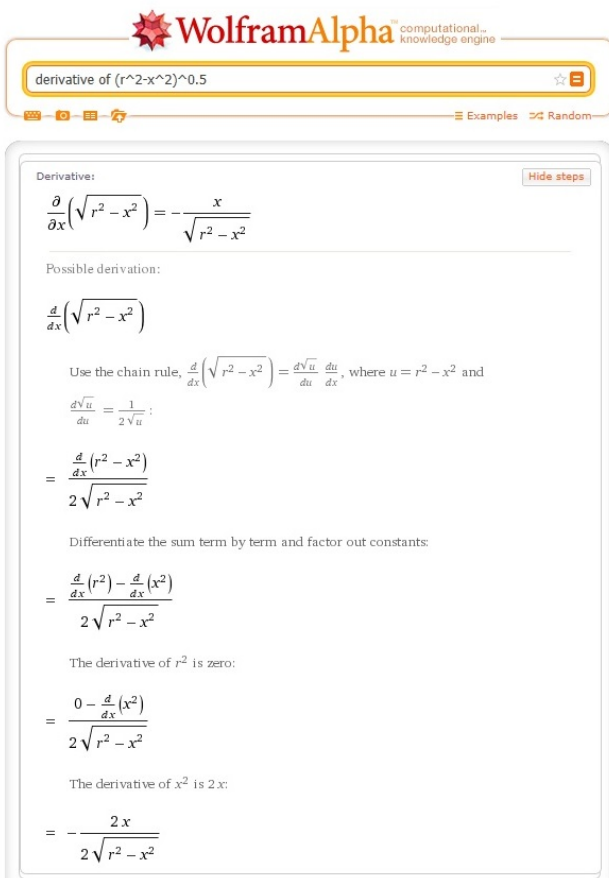 WolframAlpha™ computational... knowledge engine
derivative of (r^2-x^2)^0.5
Examples Random
Derivative: Hide steps
∂/∂x(√(r² − x²)) = −x/√(r² − x²)
Possible derivation:
d/dx(√(r² − x²))
Use the chain rule, d/dx(√(r² − x²)) = d√u/du du/dx, where u = r² − x² and
d√u/du = 1/(2√u) :
= d/dx(r² − x²)/(2√(r² − x²))
Differentiate the sum term by term and factor out constants:
= (d/dx(r²) − d/dx(x²))/(2√(r² − x²))
The derivative of r² is zero:
= (0 − d/dx(x²))/(2√(r² − x²))
The derivative of x² is 2 x:
= −2 x/(2√(r² − x²))